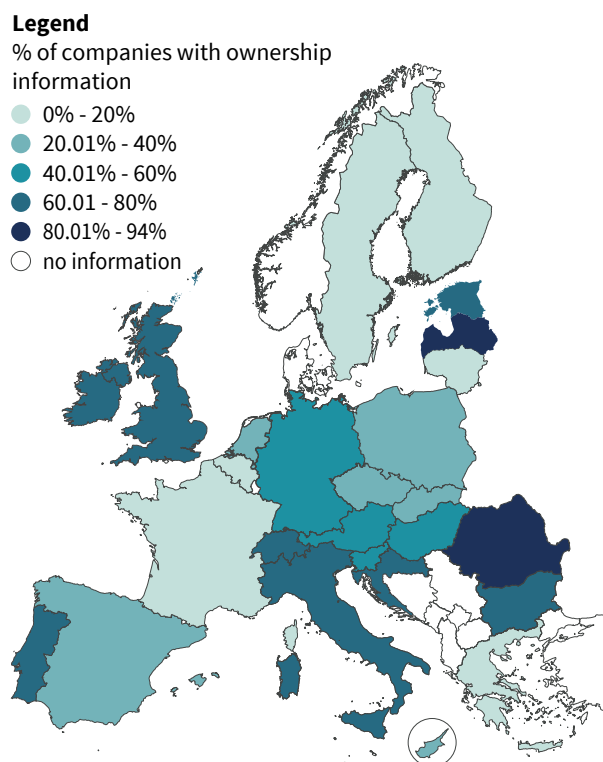 Legend
% of companies with ownership
information
0% - 20%
20.01% - 40%
40.01% - 60%
60.01 - 80%
80.01% - 94%
no information